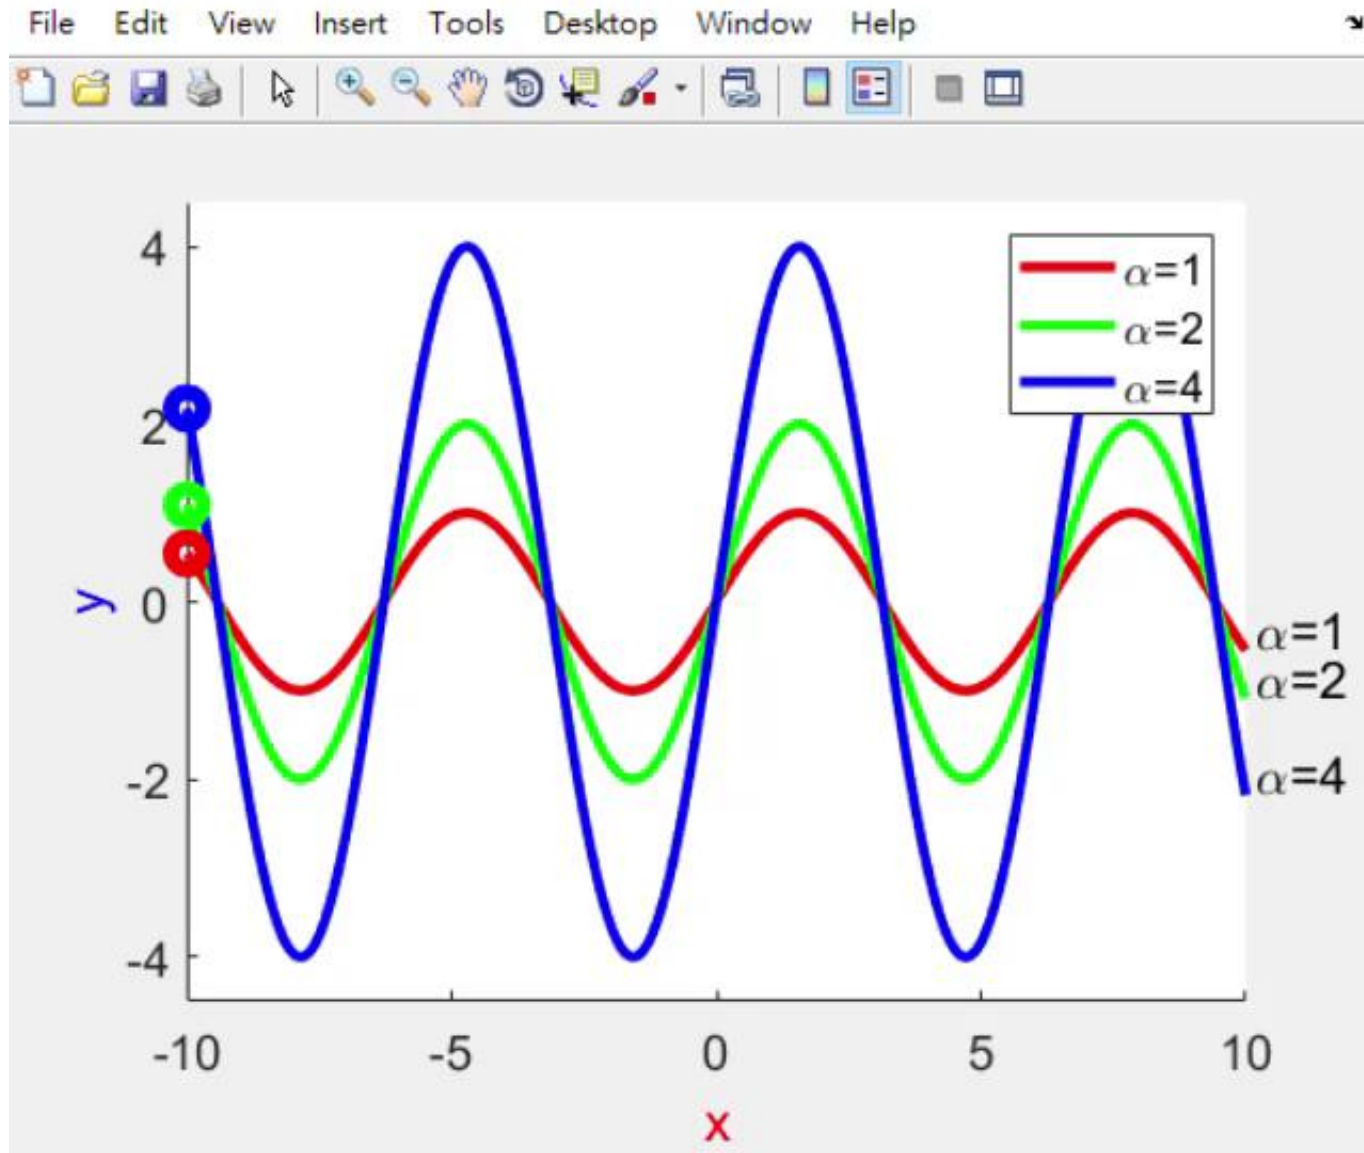 File Edit View Insert Tools Desktop Window Help
4
2
0
-2
-4
y
α=1
α=2
α=4
α=1
α=2
α=4
-10 -5 0 5 10
x